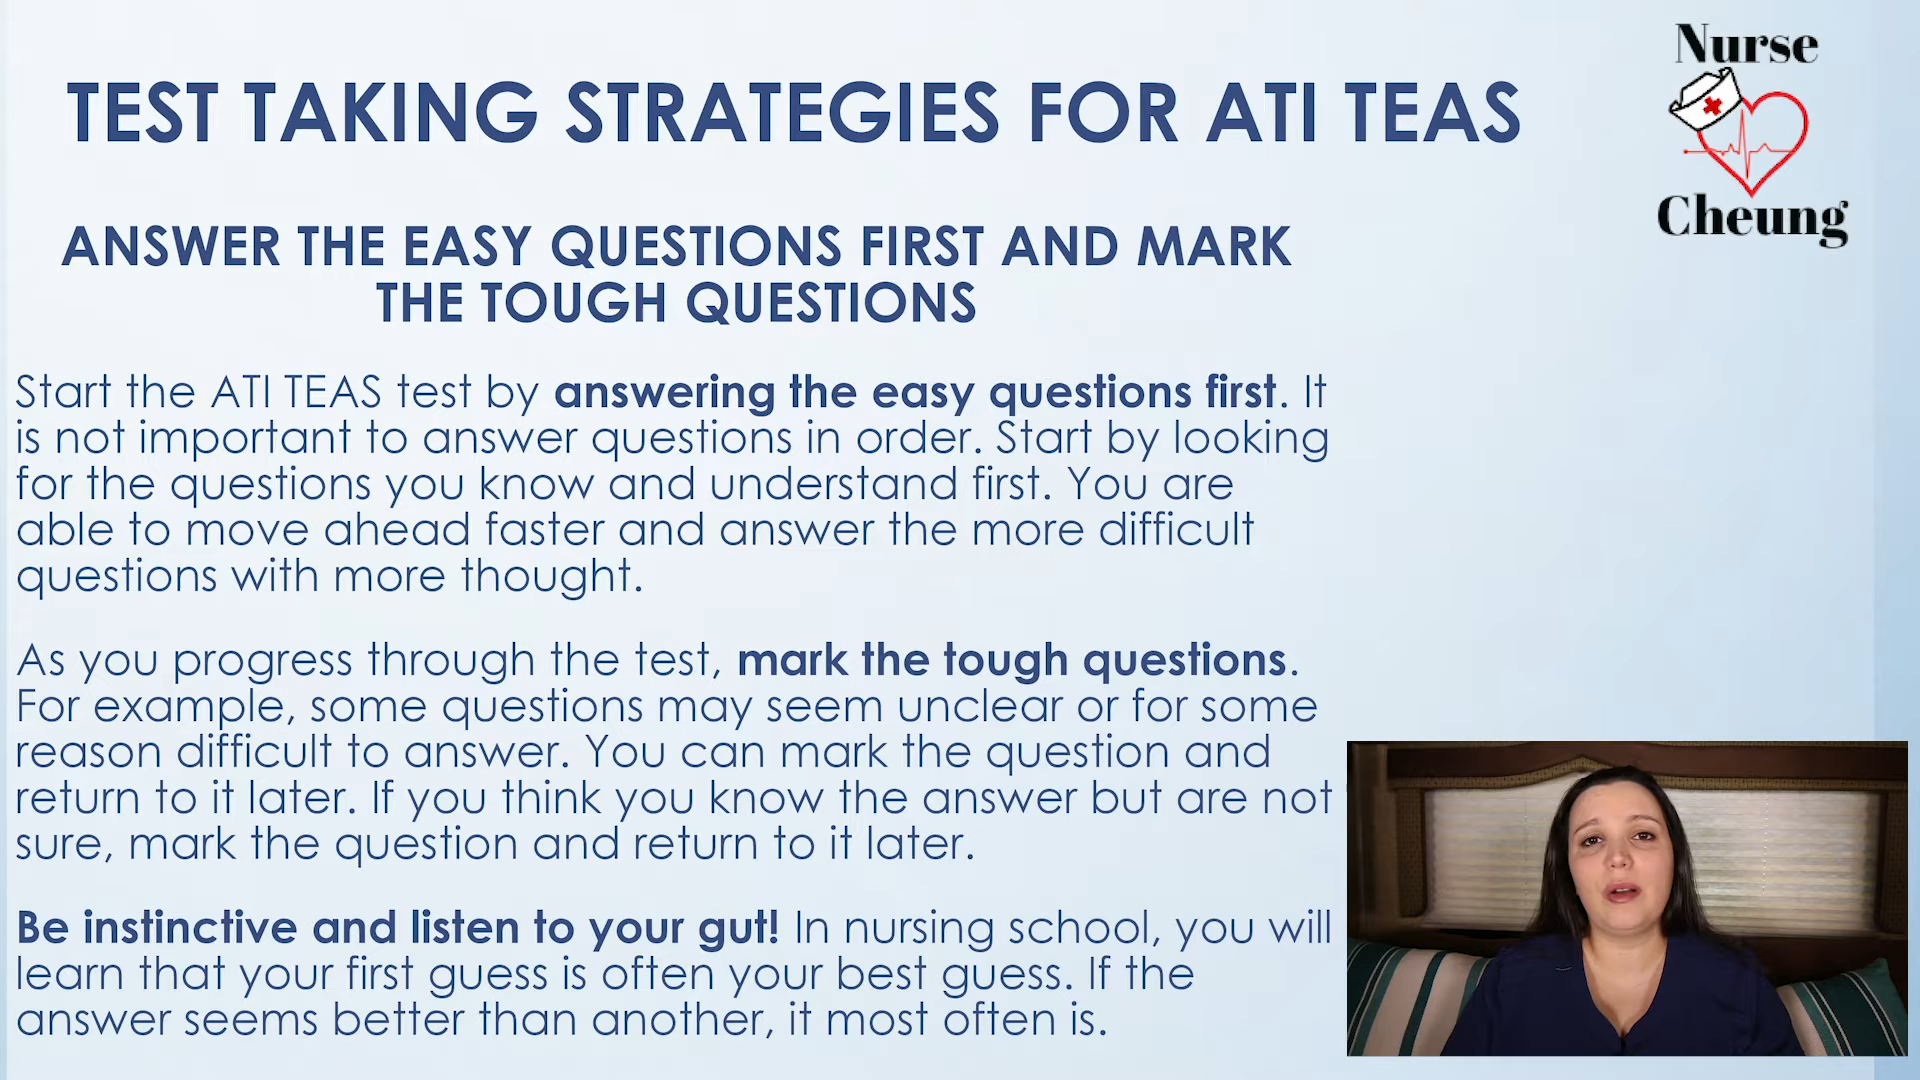 Nurse
Cheung
TEST TAKING STRATEGIES FOR ATI TEAS
ANSWER THE EASY QUESTIONS FIRST AND MARK
THE TOUGH QUESTIONS
Start the ATI TEAS test by answering the easy questions first. It
is not important to answer questions in order. Start by looking
for the questions you know and understand first. You are
able to move ahead faster and answer the more difficult
questions with more thought.
As you progress through the test, mark the tough questions.
For example, some questions may seem unclear or for some
reason difficult to answer. You can mark the question and
return to it later. If you think you know the answer but are not
sure, mark the question and return to it later.
Be instinctive and listen to your gut! In nursing school, you will
learn that your first guess is often your best guess. If the
answer seems better than another, it most often is.